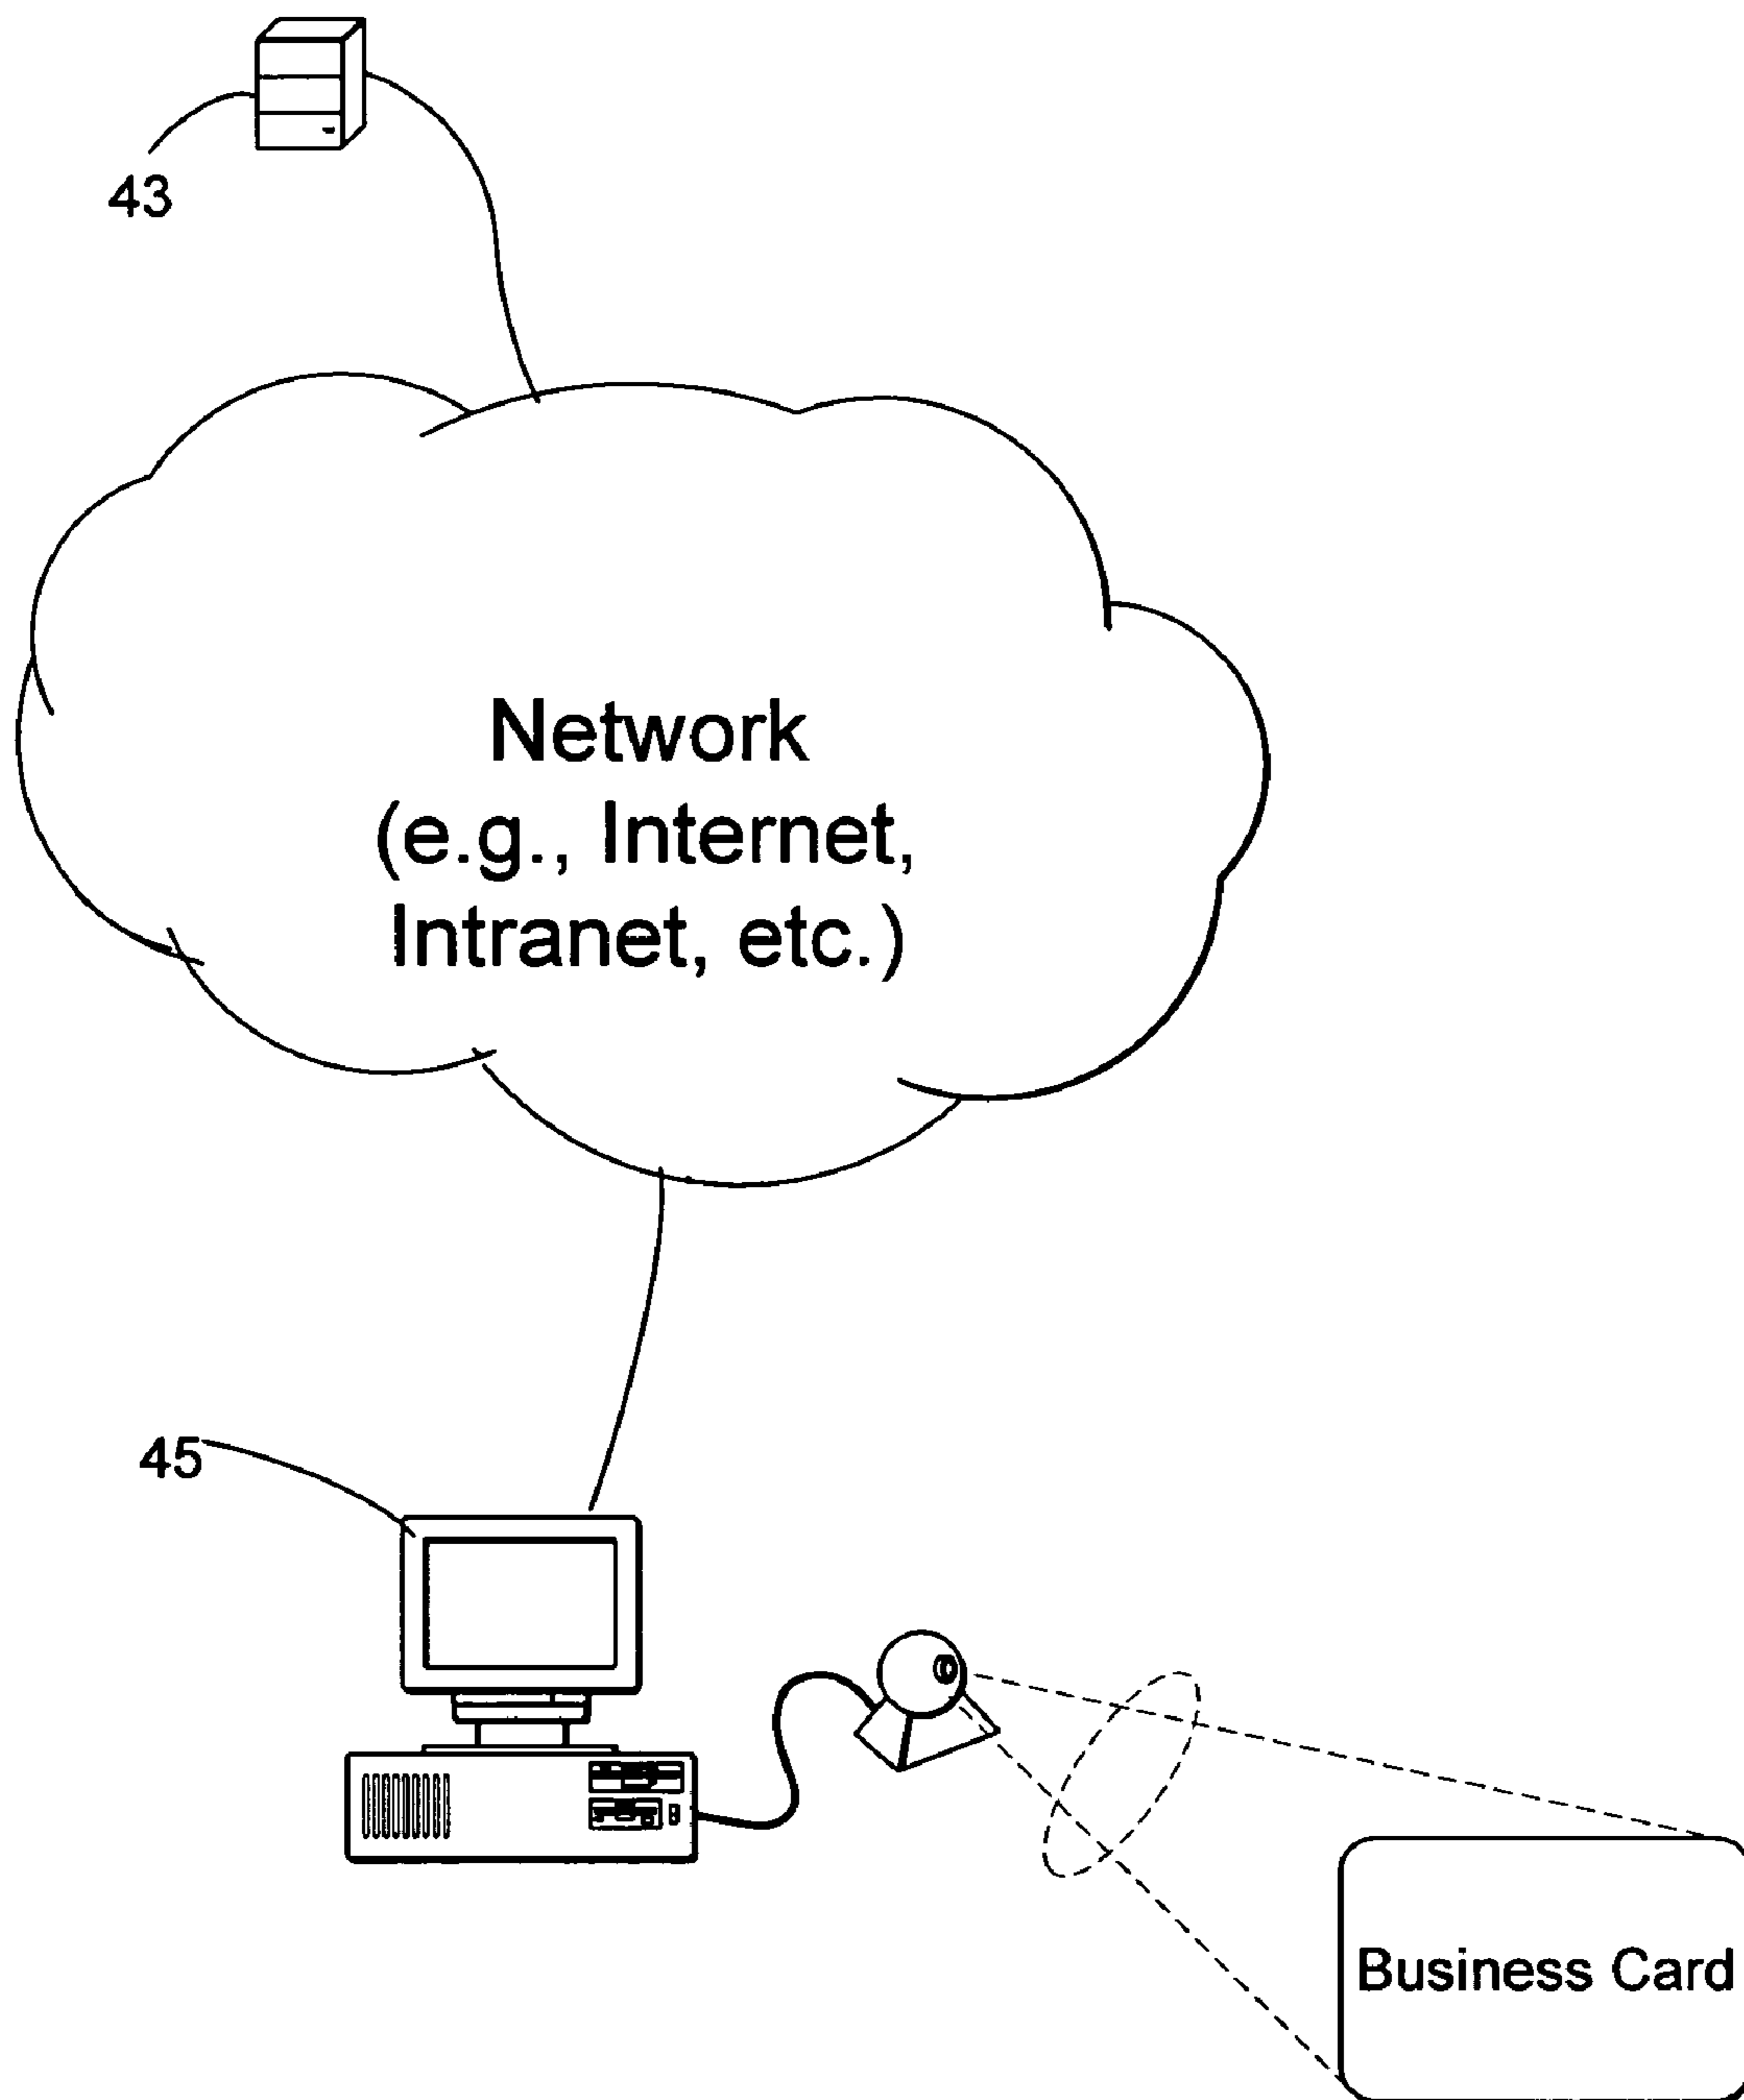 43
Network
(e.g., Internet,
Intranet, etc.)
45
Business Card